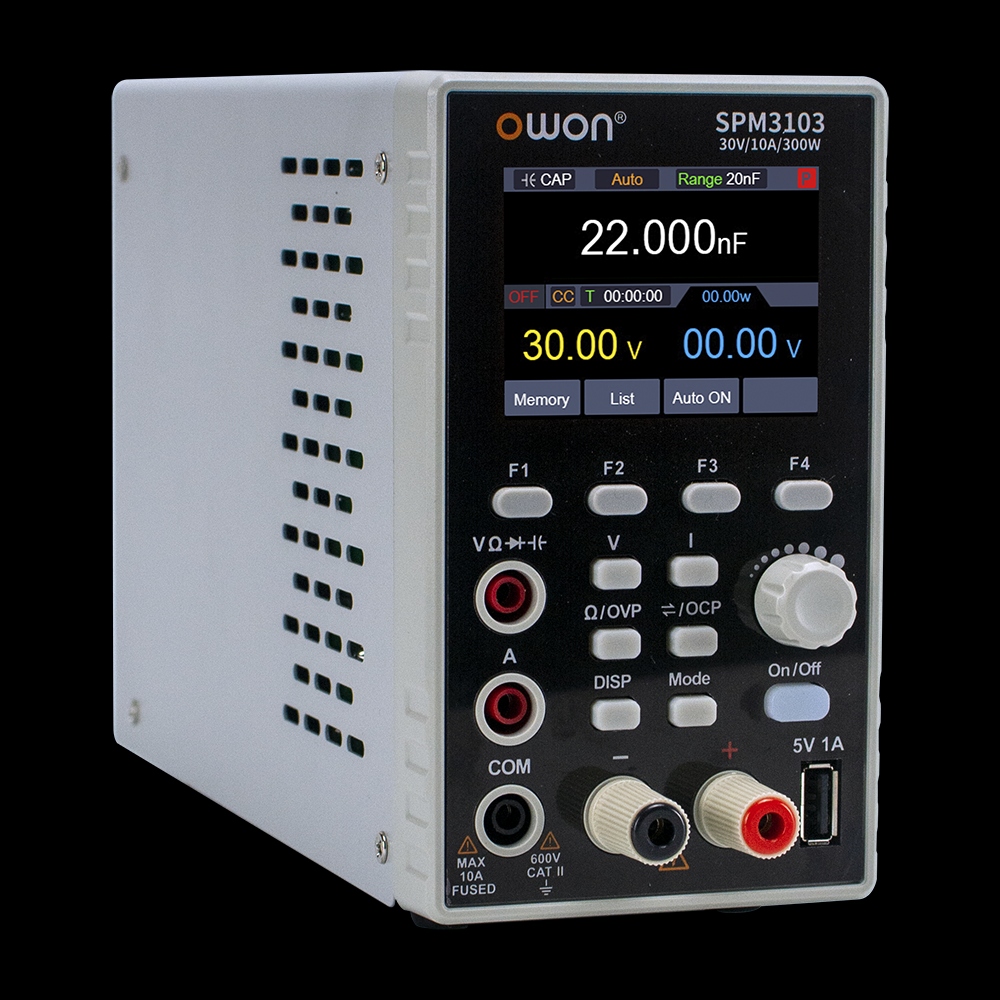 OWON®
SPM3103
30V/10A/300W
CAP Auto Range 20nF P
22.000nF
OFF CC T 00:00:00 00.00w
30.00 V 00.00 V
Memory List Auto ON
F1 F2 F3 F4
VΩ V I
Ω/OVP ⇌/OCP
A
DISP Mode On/Off
COM − + 5V 1A
MAX
10A
FUSED
600V
CAT II